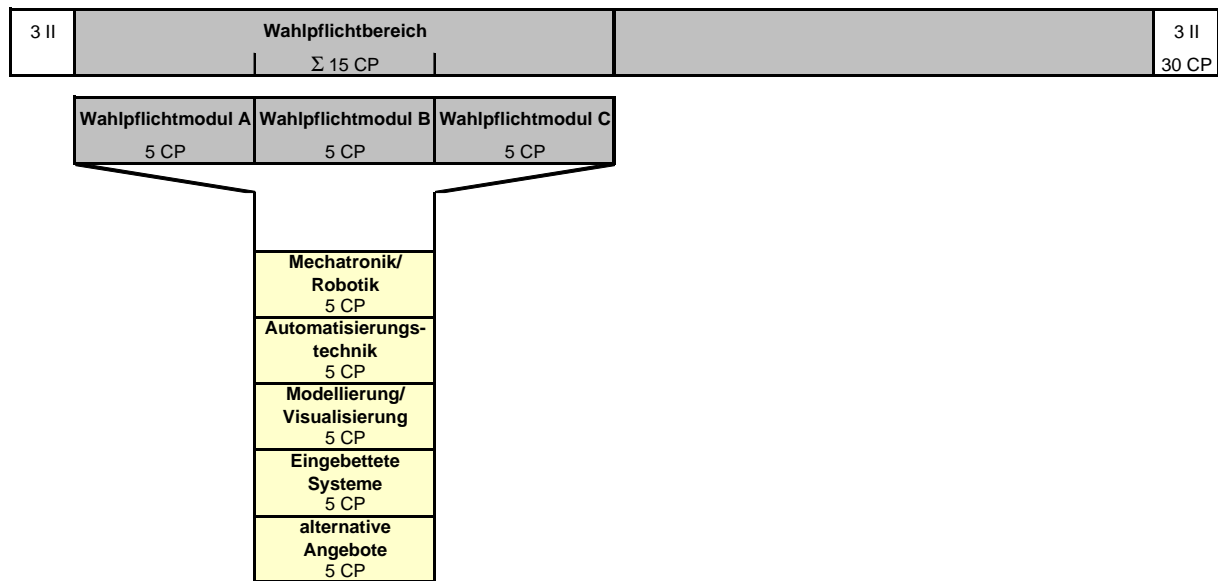 3 II
Wahlpflichtbereich
3 II
Σ 15 CP
30 CP
Wahlpflichtmodul A Wahlpflichtmodul B Wahlpflichtmodul C
5 CP 5 CP 5 CP
Mechatronik/
Robotik
5 CP
Automatisierungs-
technik
5 CP
Modellierung/
Visualisierung
5 CP
Eingebettete
Systeme
5 CP
alternative
Angebote
5 CP